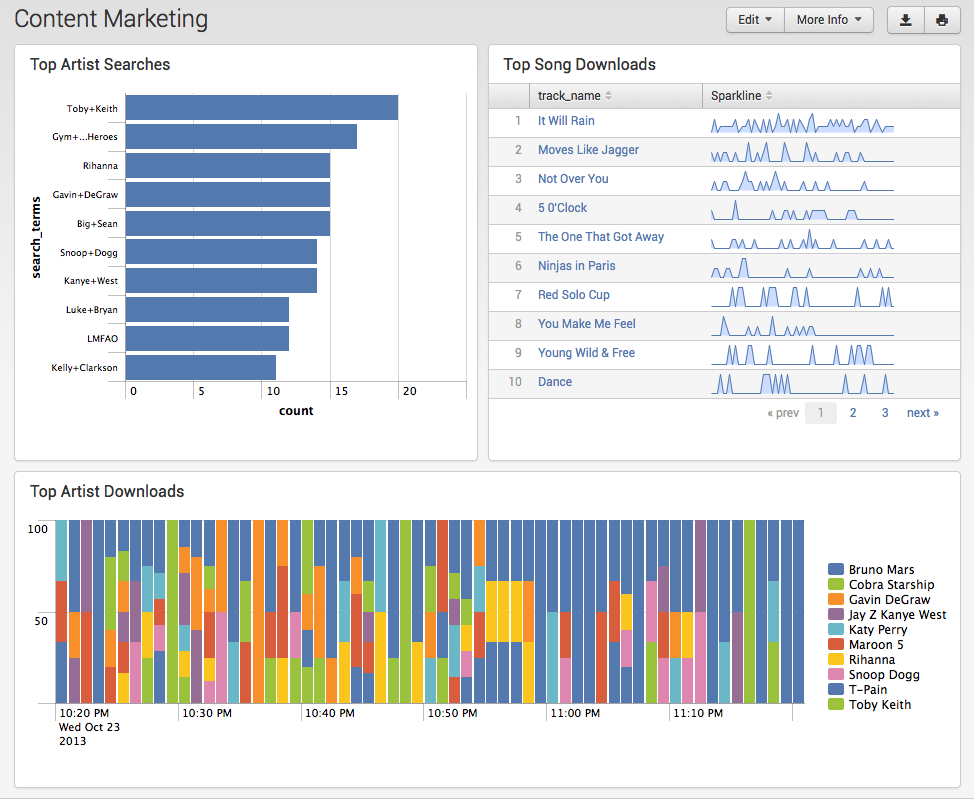 Content Marketing
Edit
More Info
Top Artist Searches
search_terms
Toby+Keith
Gym+...Heroes
Rihanna
Gavin+DeGraw
Big+Sean
Snoop+Dogg
Kanye+West
Luke+Bryan
LMFAO
Kelly+Clarkson
0 5 10 15 20
count
Top Song Downloads
track_name Sparkline
1 It Will Rain
2 Moves Like Jagger
3 Not Over You
4 5 O'Clock
5 The One That Got Away
6 Ninjas in Paris
7 Red Solo Cup
8 You Make Me Feel
9 Young Wild & Free
10 Dance
« prev 1 2 3 next »
Top Artist Downloads
100
50
10:20 PM 10:30 PM 10:40 PM 10:50 PM 11:00 PM 11:10 PM
Wed Oct 23
2013
Bruno Mars
Cobra Starship
Gavin DeGraw
Jay Z Kanye West
Katy Perry
Maroon 5
Rihanna
Snoop Dogg
T-Pain
Toby Keith